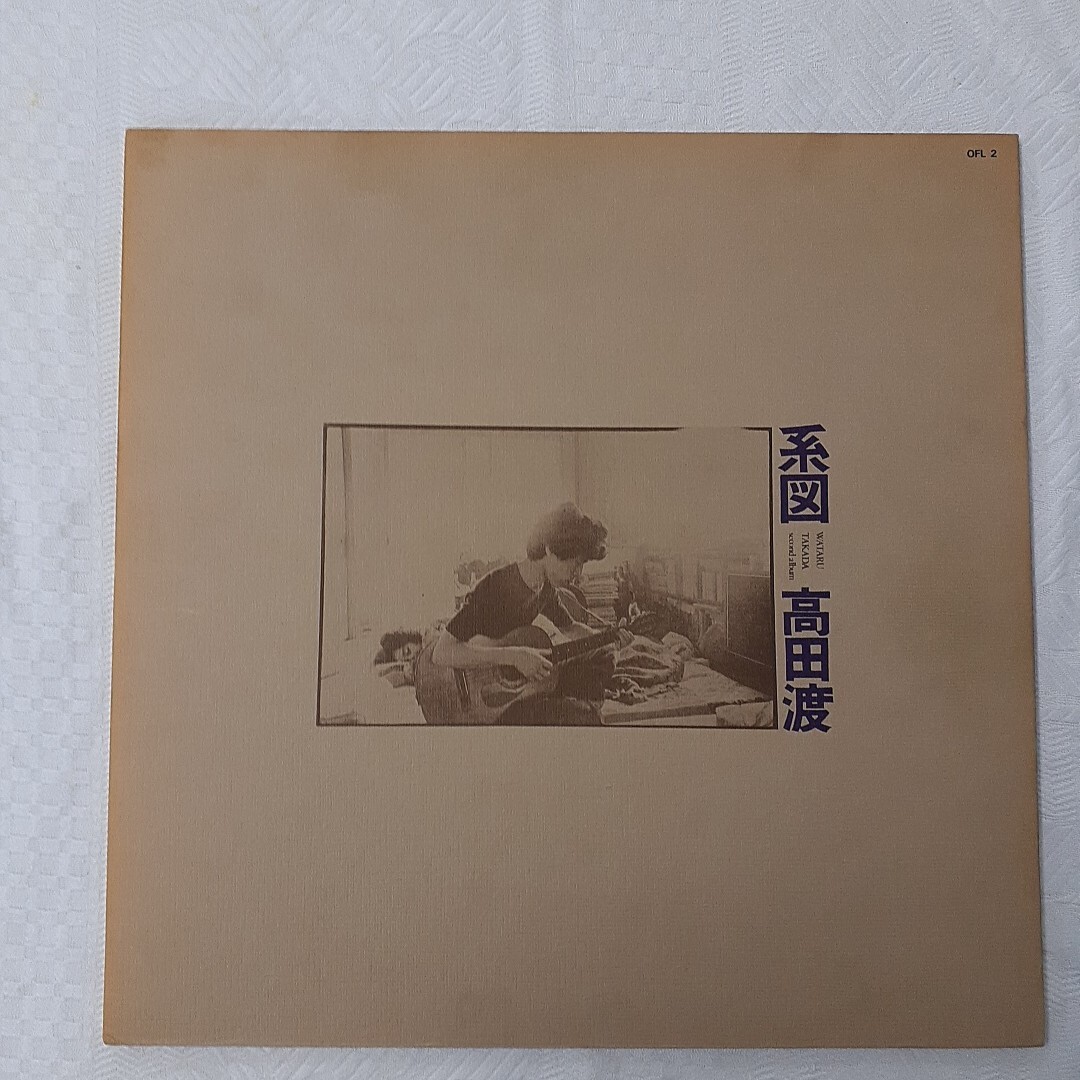 OFL 2
系図
WATARU
TAKADA
second album
高田渡